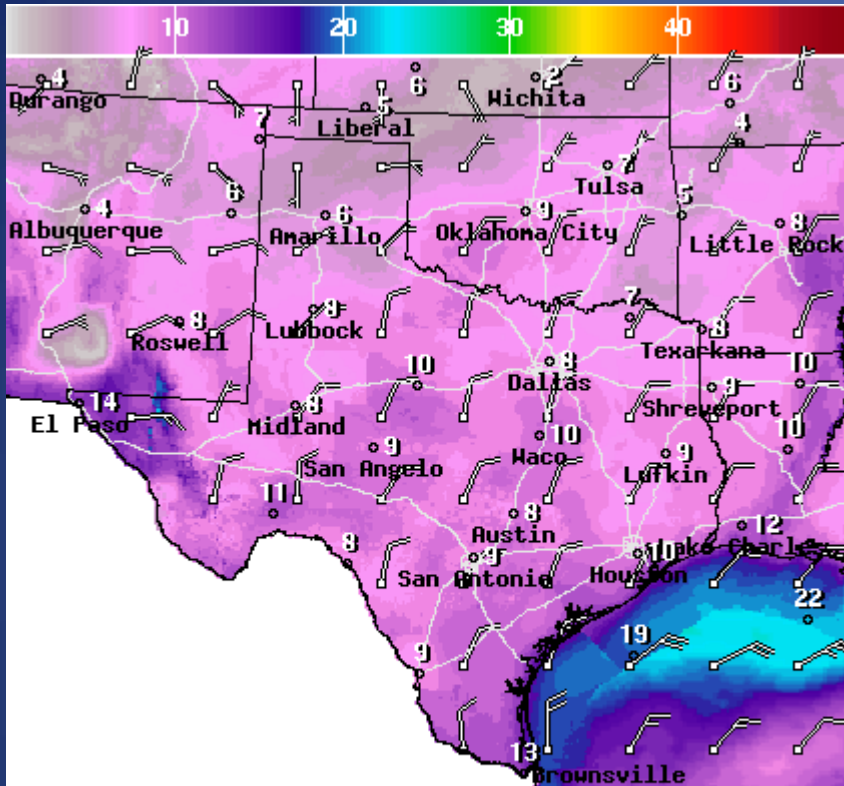 10 20 30 40
4 6 2 6
Durango Wichita
5
7 Liberal 4
7
Tulsa
4 6 6 9 5 8
Albuquerque Amarillo Oklahoma City Little Rock
9 7
8 8
Roswell Lubbock Texarkana
8
10 Dallas 10
14 8 9
El Paso Midland Shreveport
10
9 9 10
San Angelo Waco Lufkin
11 8 12
Austin
8 9 10 Lake Charl
San Antonio Houston
22
19
9
13
Brownsville